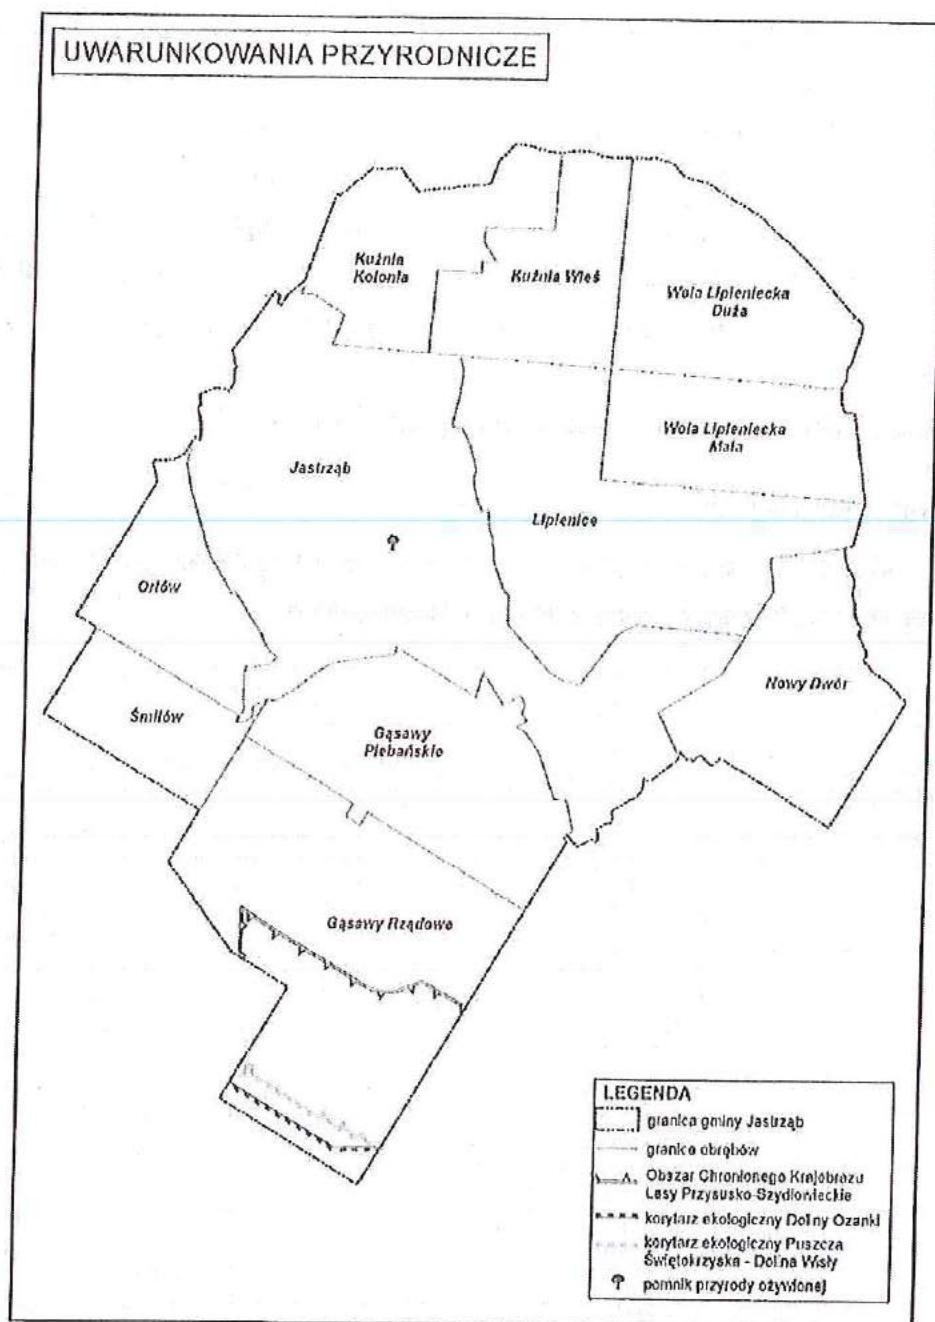 UWARUNKOWANIA PRZYRODNICZE
Kuźnia
Kolonia
Kuźnia Wieś
Wola Lipieniecka
Duża
Wola Lipieniecka
Mała
Jastrząb
Lipienice
Orłów
Śmiłów
Gąsawy
Plebańskie
Nowy Dwór
Gąsawy Rządowe
LEGENDA
granica gminy Jastrząb
granice obrębów
Obszar Chronionego Krajobrazu
Lasy Przysusko-Szydłowieckie
korytarz ekologiczny Doliny Ozanki
korytarz ekologiczny Puszcza
Świętokrzyska - Dolina Wisły
pomnik przyrody ożywionej